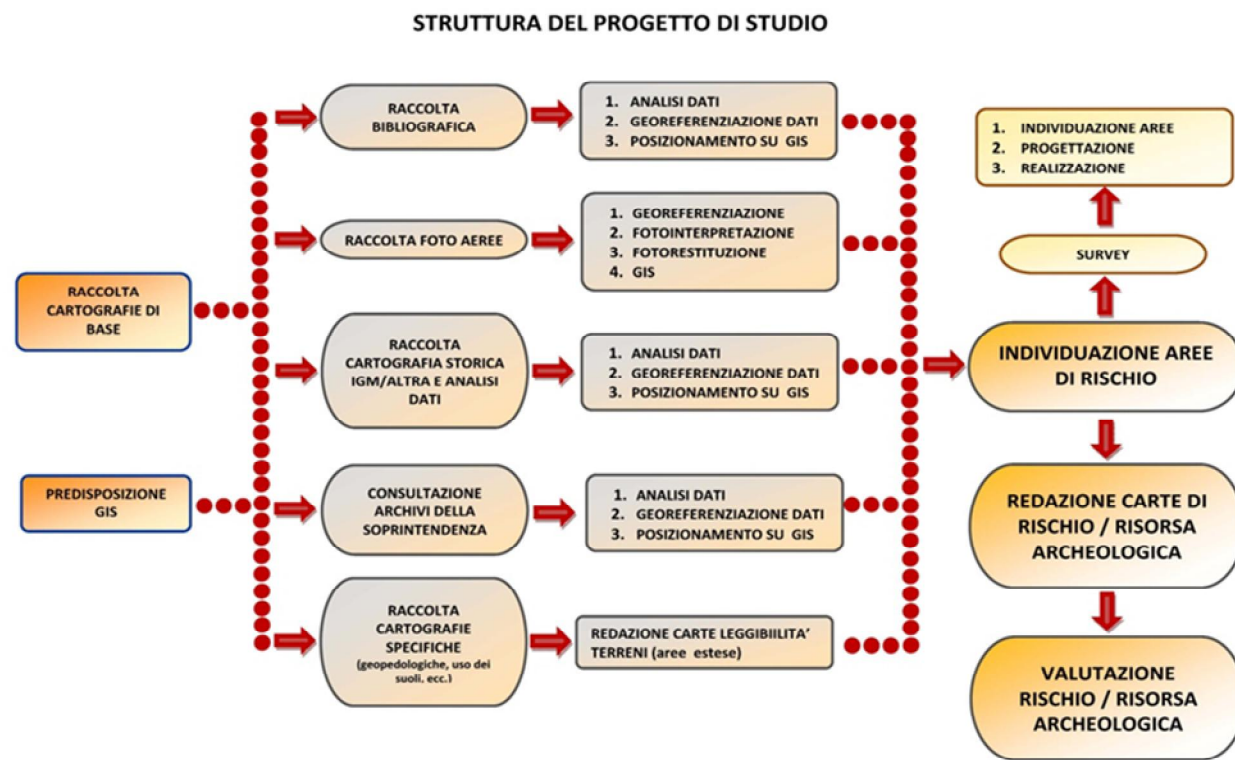 STRUTTURA DEL PROGETTO DI STUDIO
RACCOLTA
CARTOGRAFIE DI
BASE
PREDISPOSIZIONE
GIS
RACCOLTA
BIBLIOGRAFICA
1. ANALISI DATI
2. GEOREFERENZIAZIONE DATI
3. POSIZIONAMENTO SU GIS
RACCOLTA FOTO AEREE
1. GEOREFERENZIAZIONE
2. FOTOINTERPRETAZIONE
3. FOTORESTITUZIONE
4. GIS
RACCOLTA
CARTOGRAFIA STORICA
IGM/ALTRA E ANALISI
DATI
1. ANALISI DATI
2. GEOREFERENZIAZIONE DATI
3. POSIZIONAMENTO SU GIS
CONSULTAZIONE
ARCHIVI DELLA
SOPRINTENDENZA
1. ANALISI DATI
2. GEOREFERENZIAZIONE DATI
3. POSIZIONAMENTO SU GIS
RACCOLTA
CARTOGRAFIE
SPECIFICHE
(geopedologiche, uso dei
suoli, ecc.)
REDAZIONE CARTE LEGGIBIILITA'
TERRENI (aree estese)
1. INDIVIDUAZIONE AREE
2. PROGETTAZIONE
3. REALIZZAZIONE
SURVEY
INDIVIDUAZIONE AREE
DI RISCHIO
REDAZIONE CARTE DI
RISCHIO / RISORSA
ARCHEOLOGICA
VALUTAZIONE
RISCHIO / RISORSA
ARCHEOLOGICA